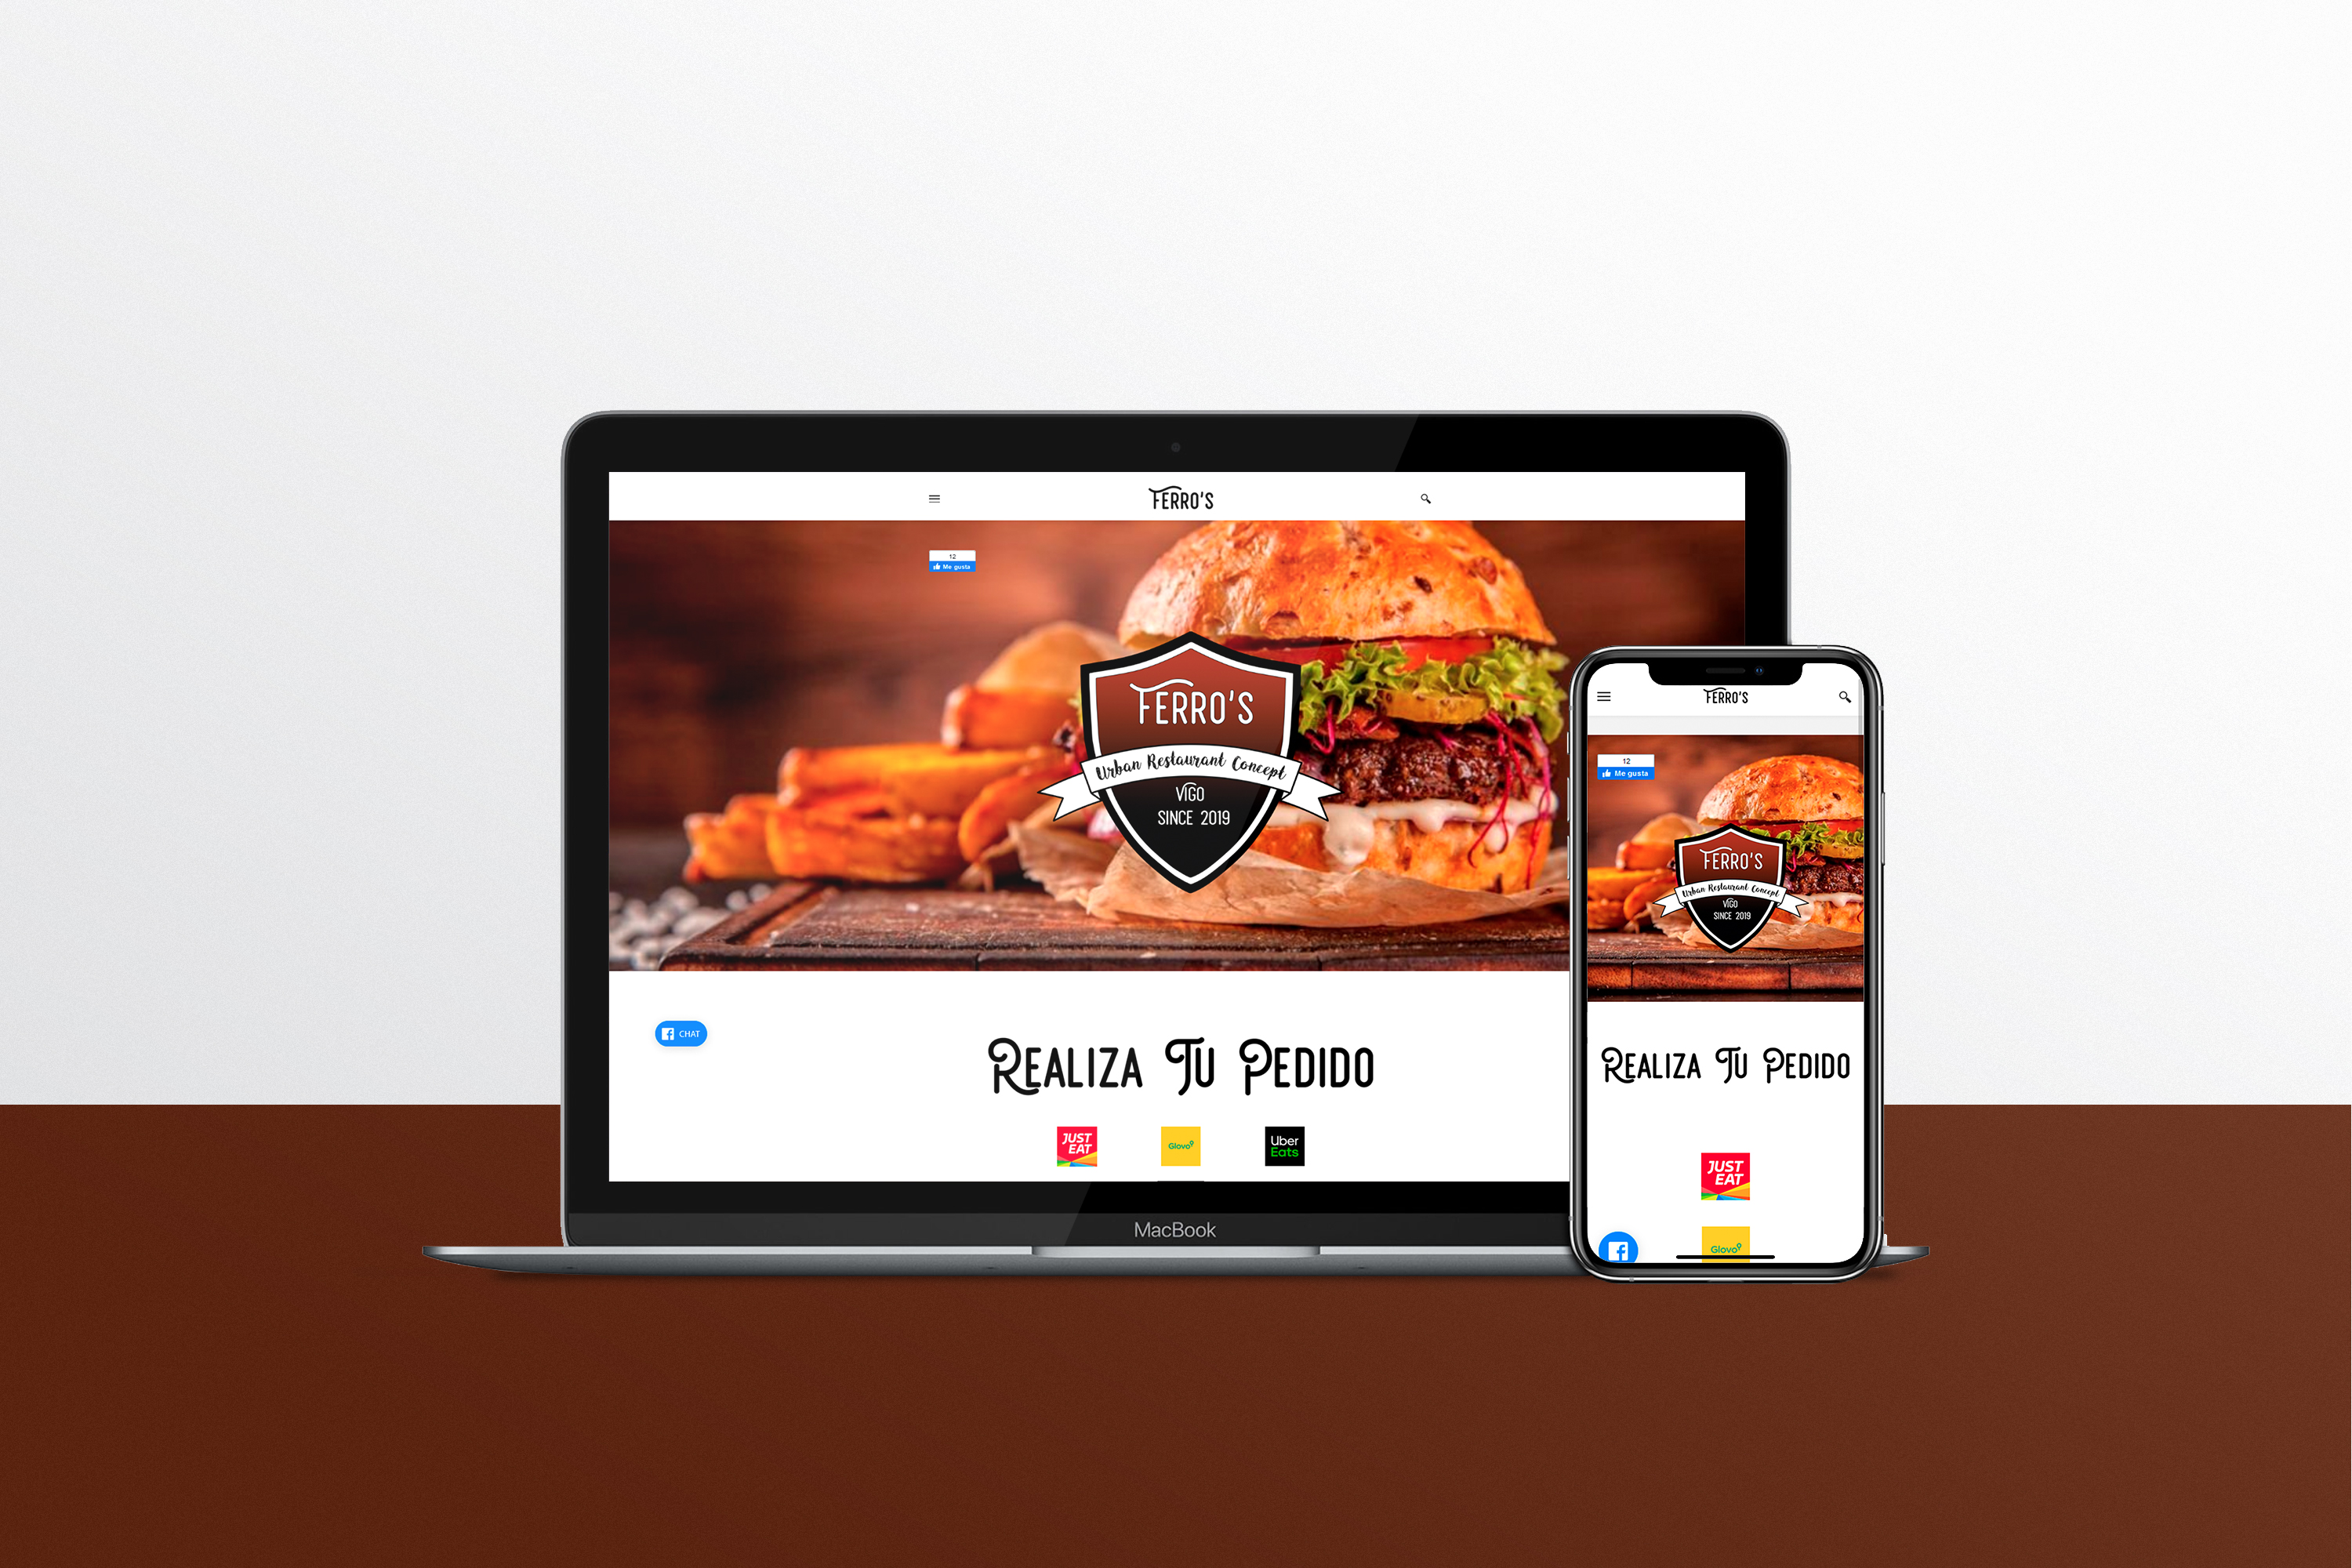 FERRO'S
12
Me gusta
FERRO'S
Urban Restaurant Concept
VIGO
SINCE 2019
CHAT
REALIZA TU PEDIDO
JUST
EAT
Glovo
Uber
Eats
MacBook
FERRO'S
12
Me gusta
FERRO'S
Urban Restaurant Concept
VIGO
SINCE 2019
REALIZA TU PEDIDO
JUST
EAT
Glovo